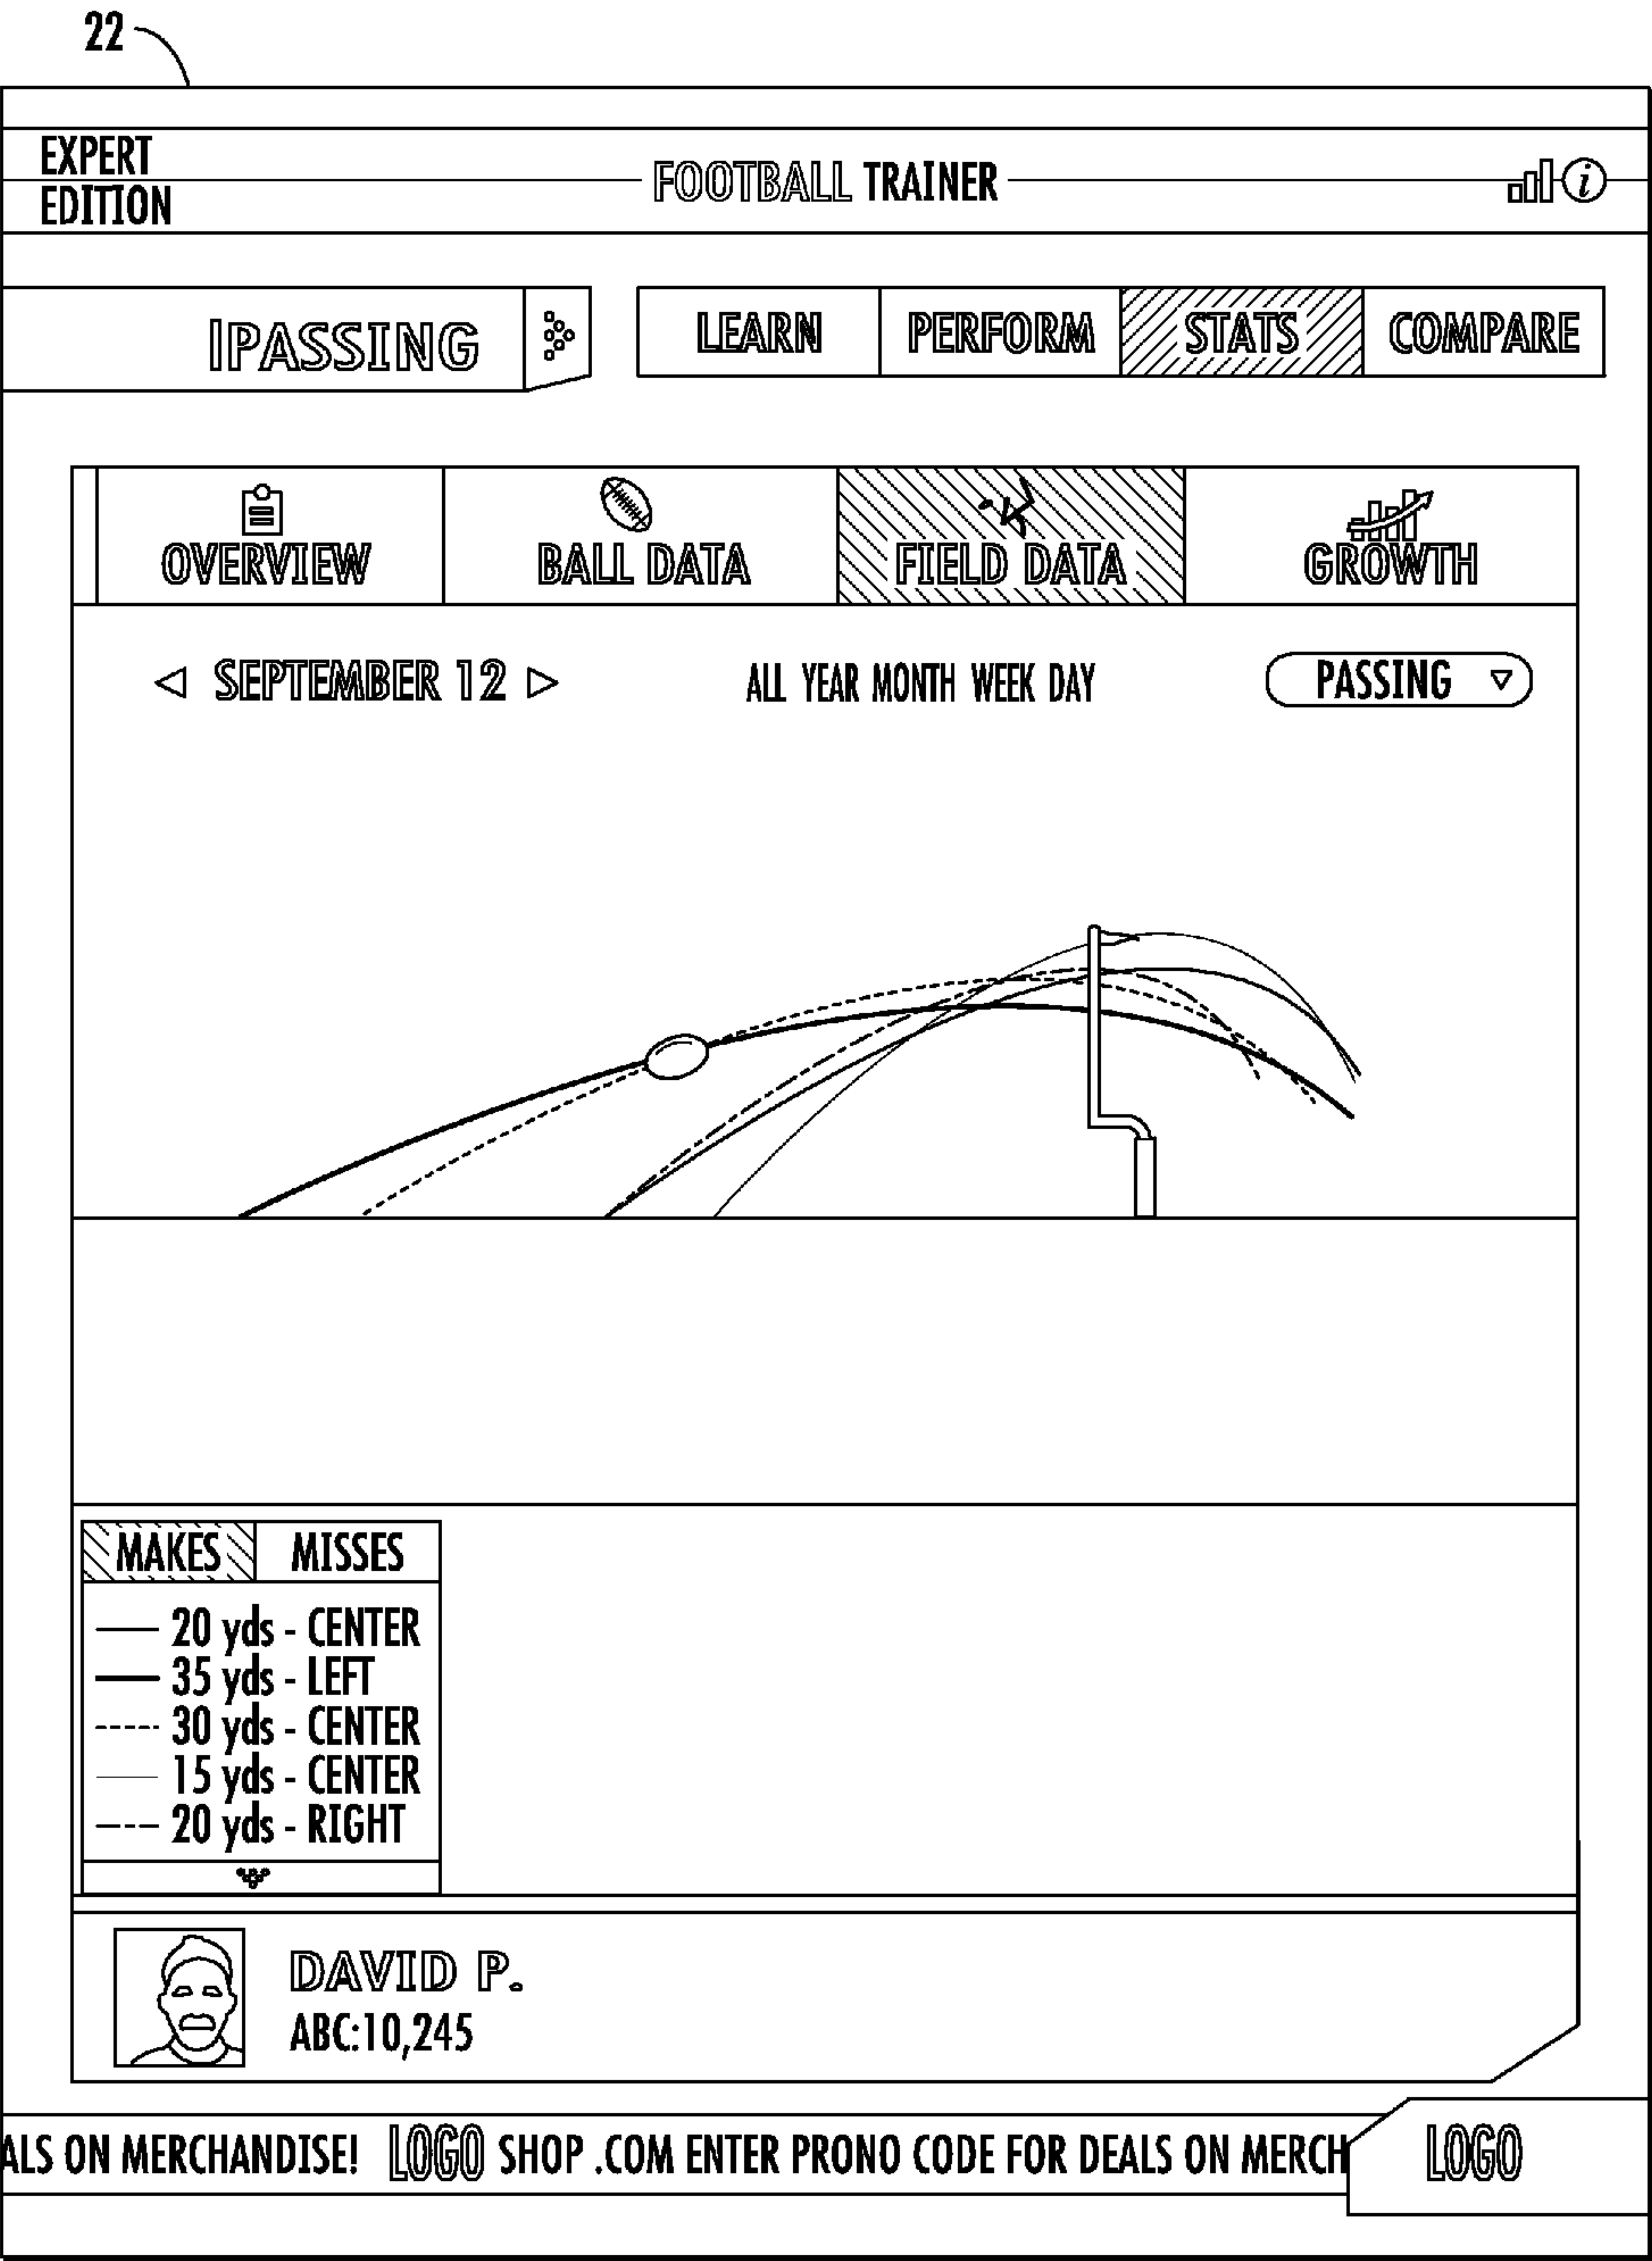 22
EXPERT
EDITION
FOOTBALL TRAINER
i
PASSING
LEARN PERFORM STATS COMPARE
OVERVIEW BALL DATA FIELD DATA GROWTH
SEPTEMBER 12 ALL YEAR MONTH WEEK DAY PASSING
MAKES MISSES
20 yds - CENTER
35 yds - LEFT
30 yds - CENTER
15 yds - CENTER
20 yds - RIGHT
DAVID P.
ABC:10,245
ALS ON MERCHANDISE! LOGO SHOP .COM ENTER PRONO CODE FOR DEALS ON MERCH LOGO